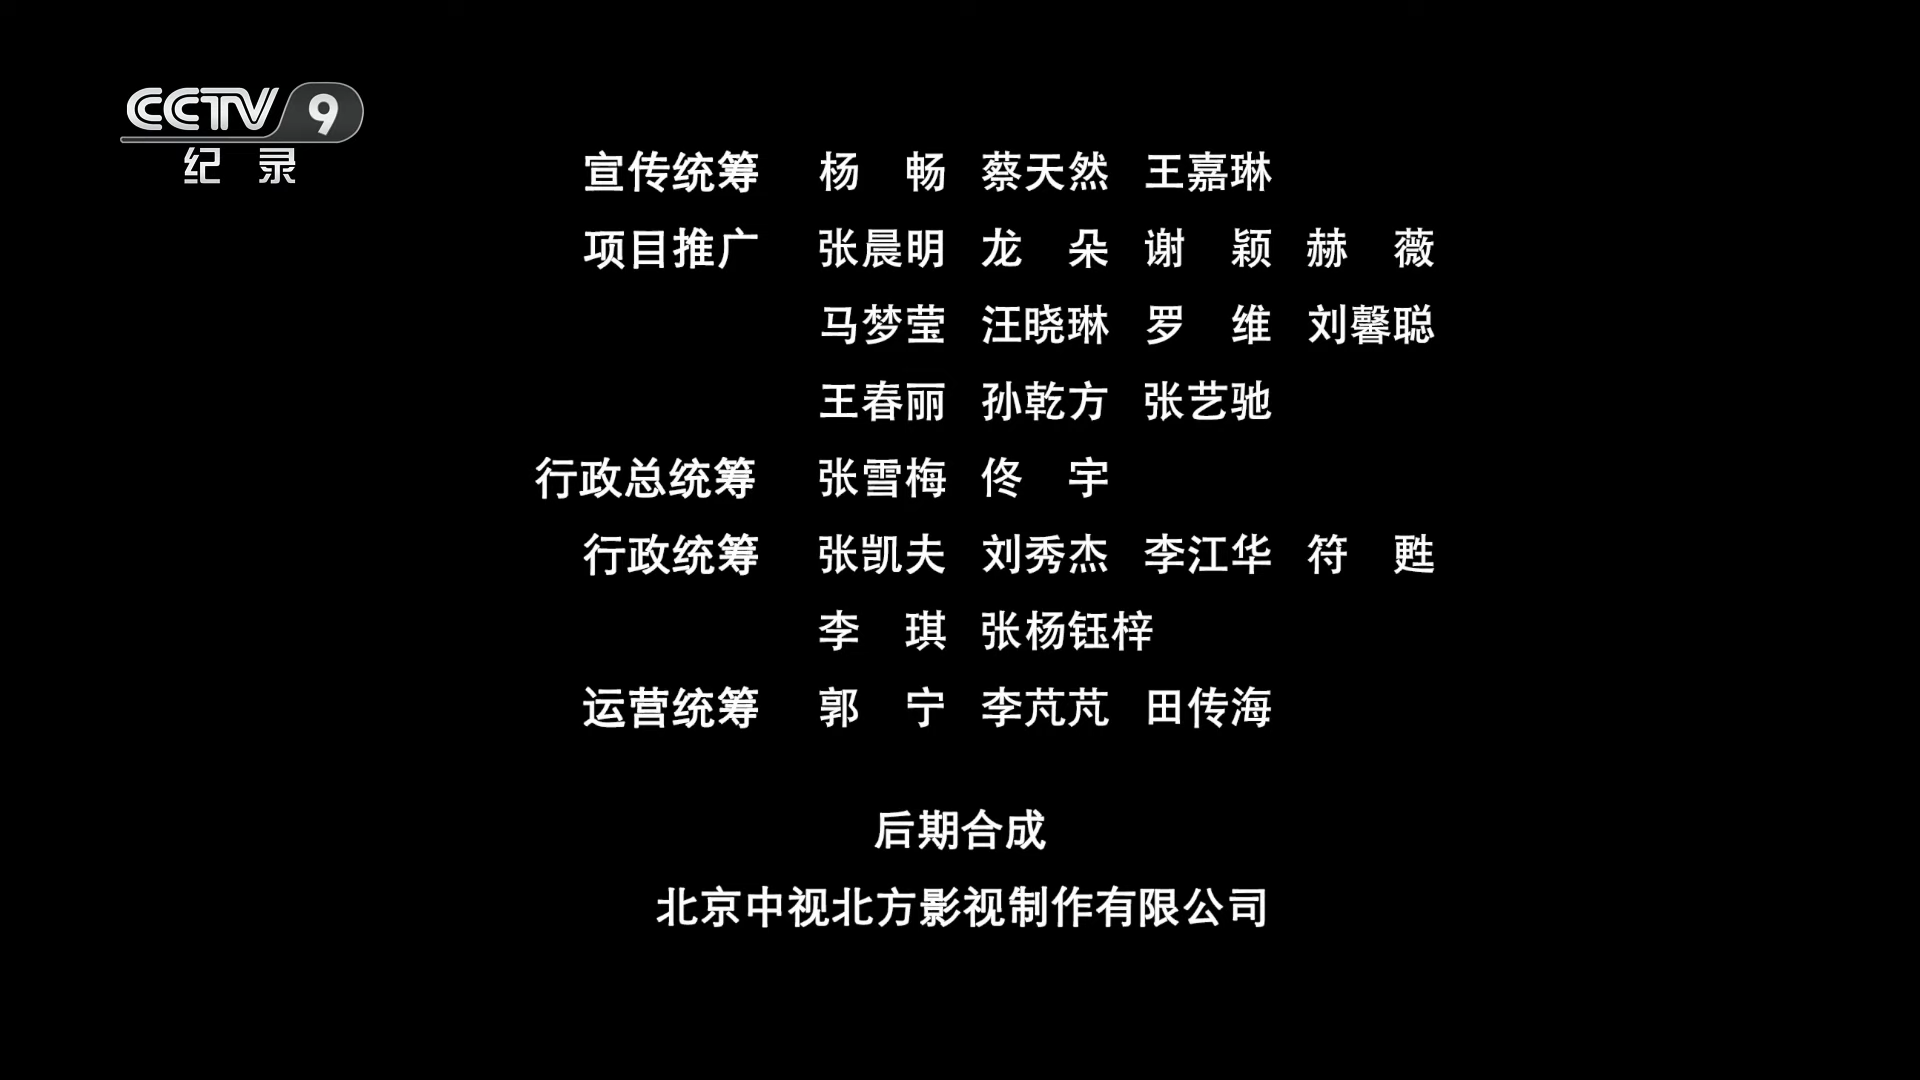 CCTV 9
纪 录
宣传统筹 杨 畅 蔡天然 王嘉琳
项目推广 张晨明 龙 朵 谢 颖 赫 薇
马梦莹 汪晓琳 罗 维 刘馨聪
王春丽 孙乾方 张艺驰
行政总统筹 张雪梅 佟 宇
行政统筹 张凯夫 刘秀杰 李江华 符 甦
李 琪 张杨钰梓
运营统筹 郭 宁 李芃芃 田传海
后期合成
北京中视北方影视制作有限公司